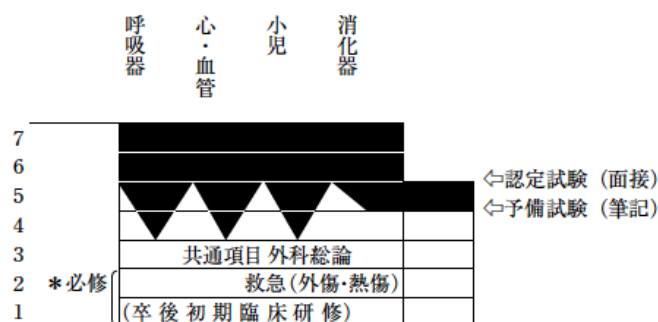 呼吸器
心・血管
小児
消化器
7
6
⇦認定試験（面接）
5
⇦予備試験（筆記）
4
3 共通項目 外科総論
2 *必修 救急（外傷・熱傷）
1 （卒後初期臨床研修）